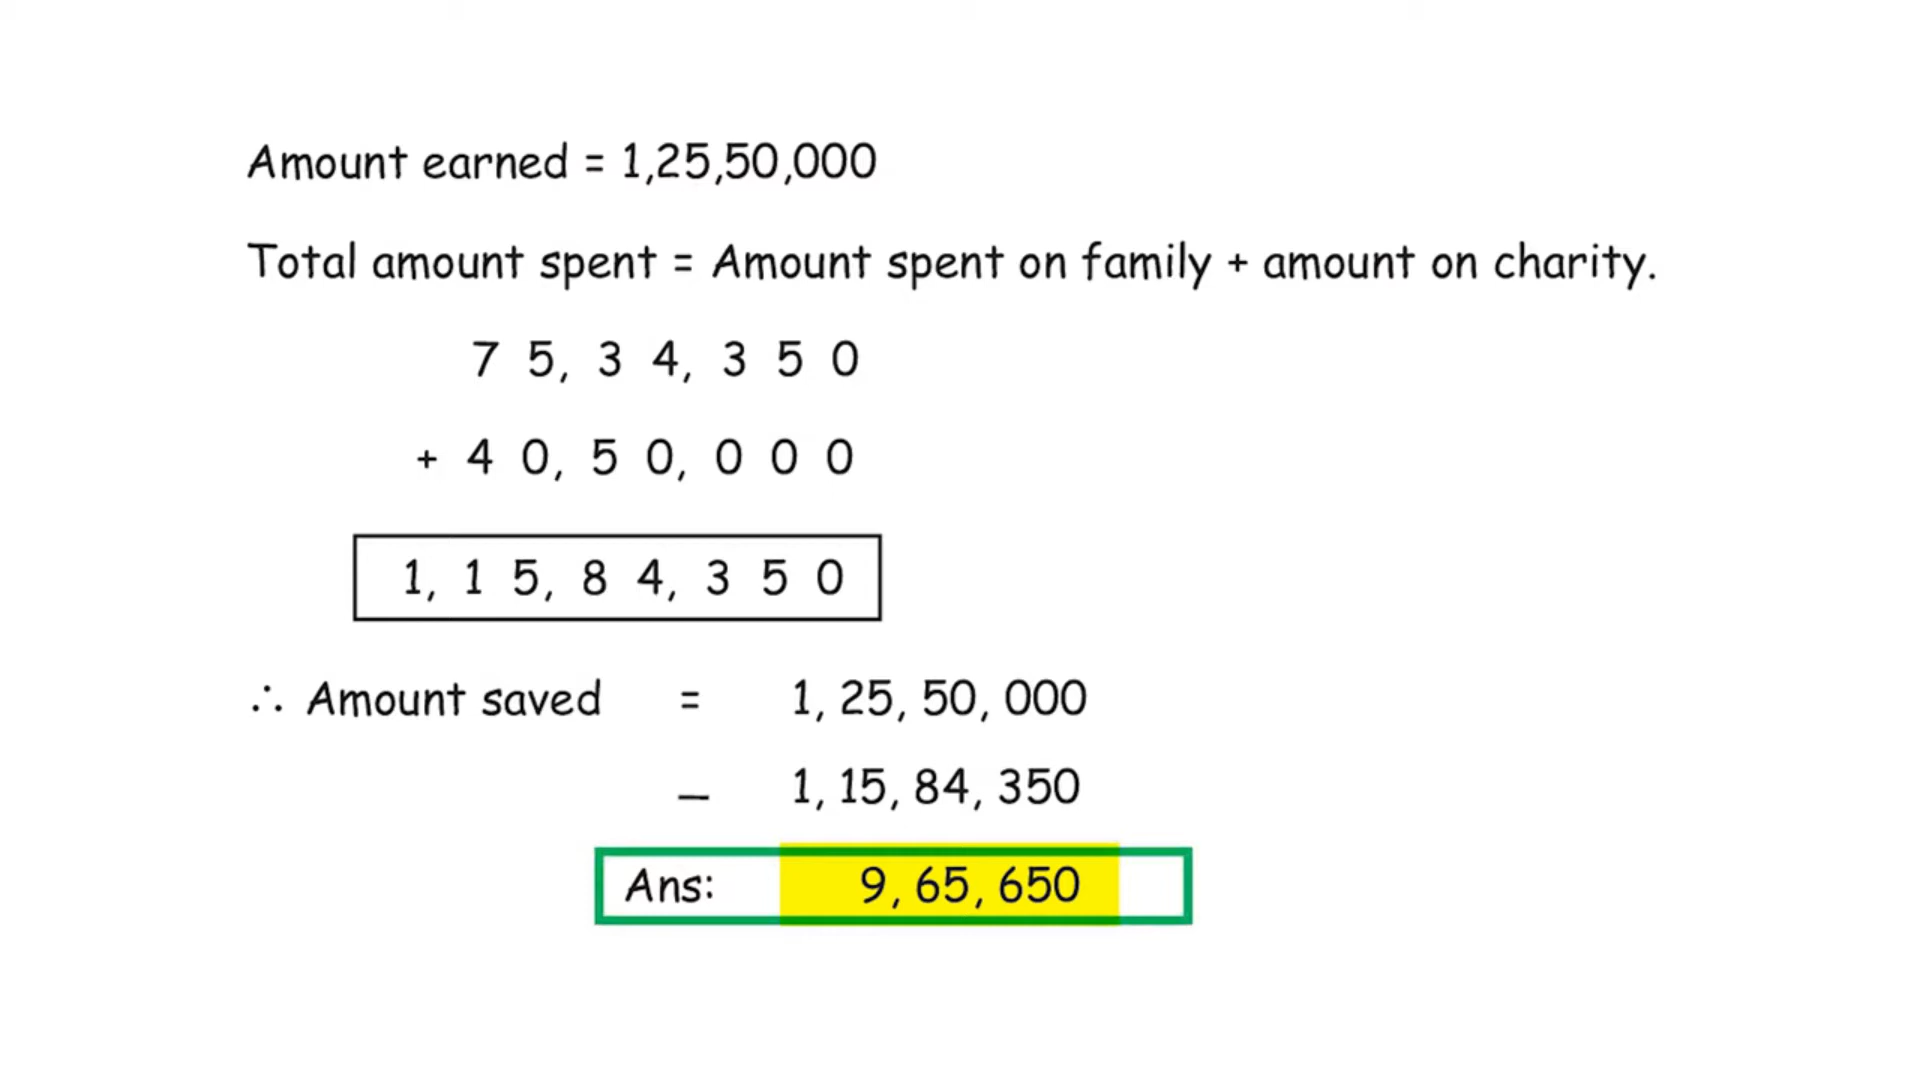 Amount earned = 1,25,50,000
Total amount spent = Amount spent on family + amount on charity.
7 5, 3 4, 3 5 0
+ 4 0, 5 0, 0 0 0
1, 1 5, 8 4, 3 5 0
∴ Amount saved = 1, 25, 50, 000
– 1, 15, 84, 350
Ans: 9, 65, 650